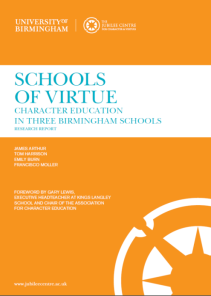 UNIVERSITYOF
BIRMINGHAM
THE
JUBILEE CENTRE
FOR CHARACTER & VIRTUES
SCHOOLS
OF VIRTUE
CHARACTER EDUCATION
IN THREE BIRMINGHAM SCHOOLS
RESEARCH REPORT
JAMES ARTHUR
TOM HARRISON
EMILY BURN
FRANCISCO MOLLER
FOREWORD BY GARY LEWIS,
EXECUTIVE HEADTEACHER AT KINGS LANGLEY
SCHOOL AND CHAIR OF THE ASSOCIATION
FOR CHARACTER EDUCATION
www.jubileecentre.ac.uk